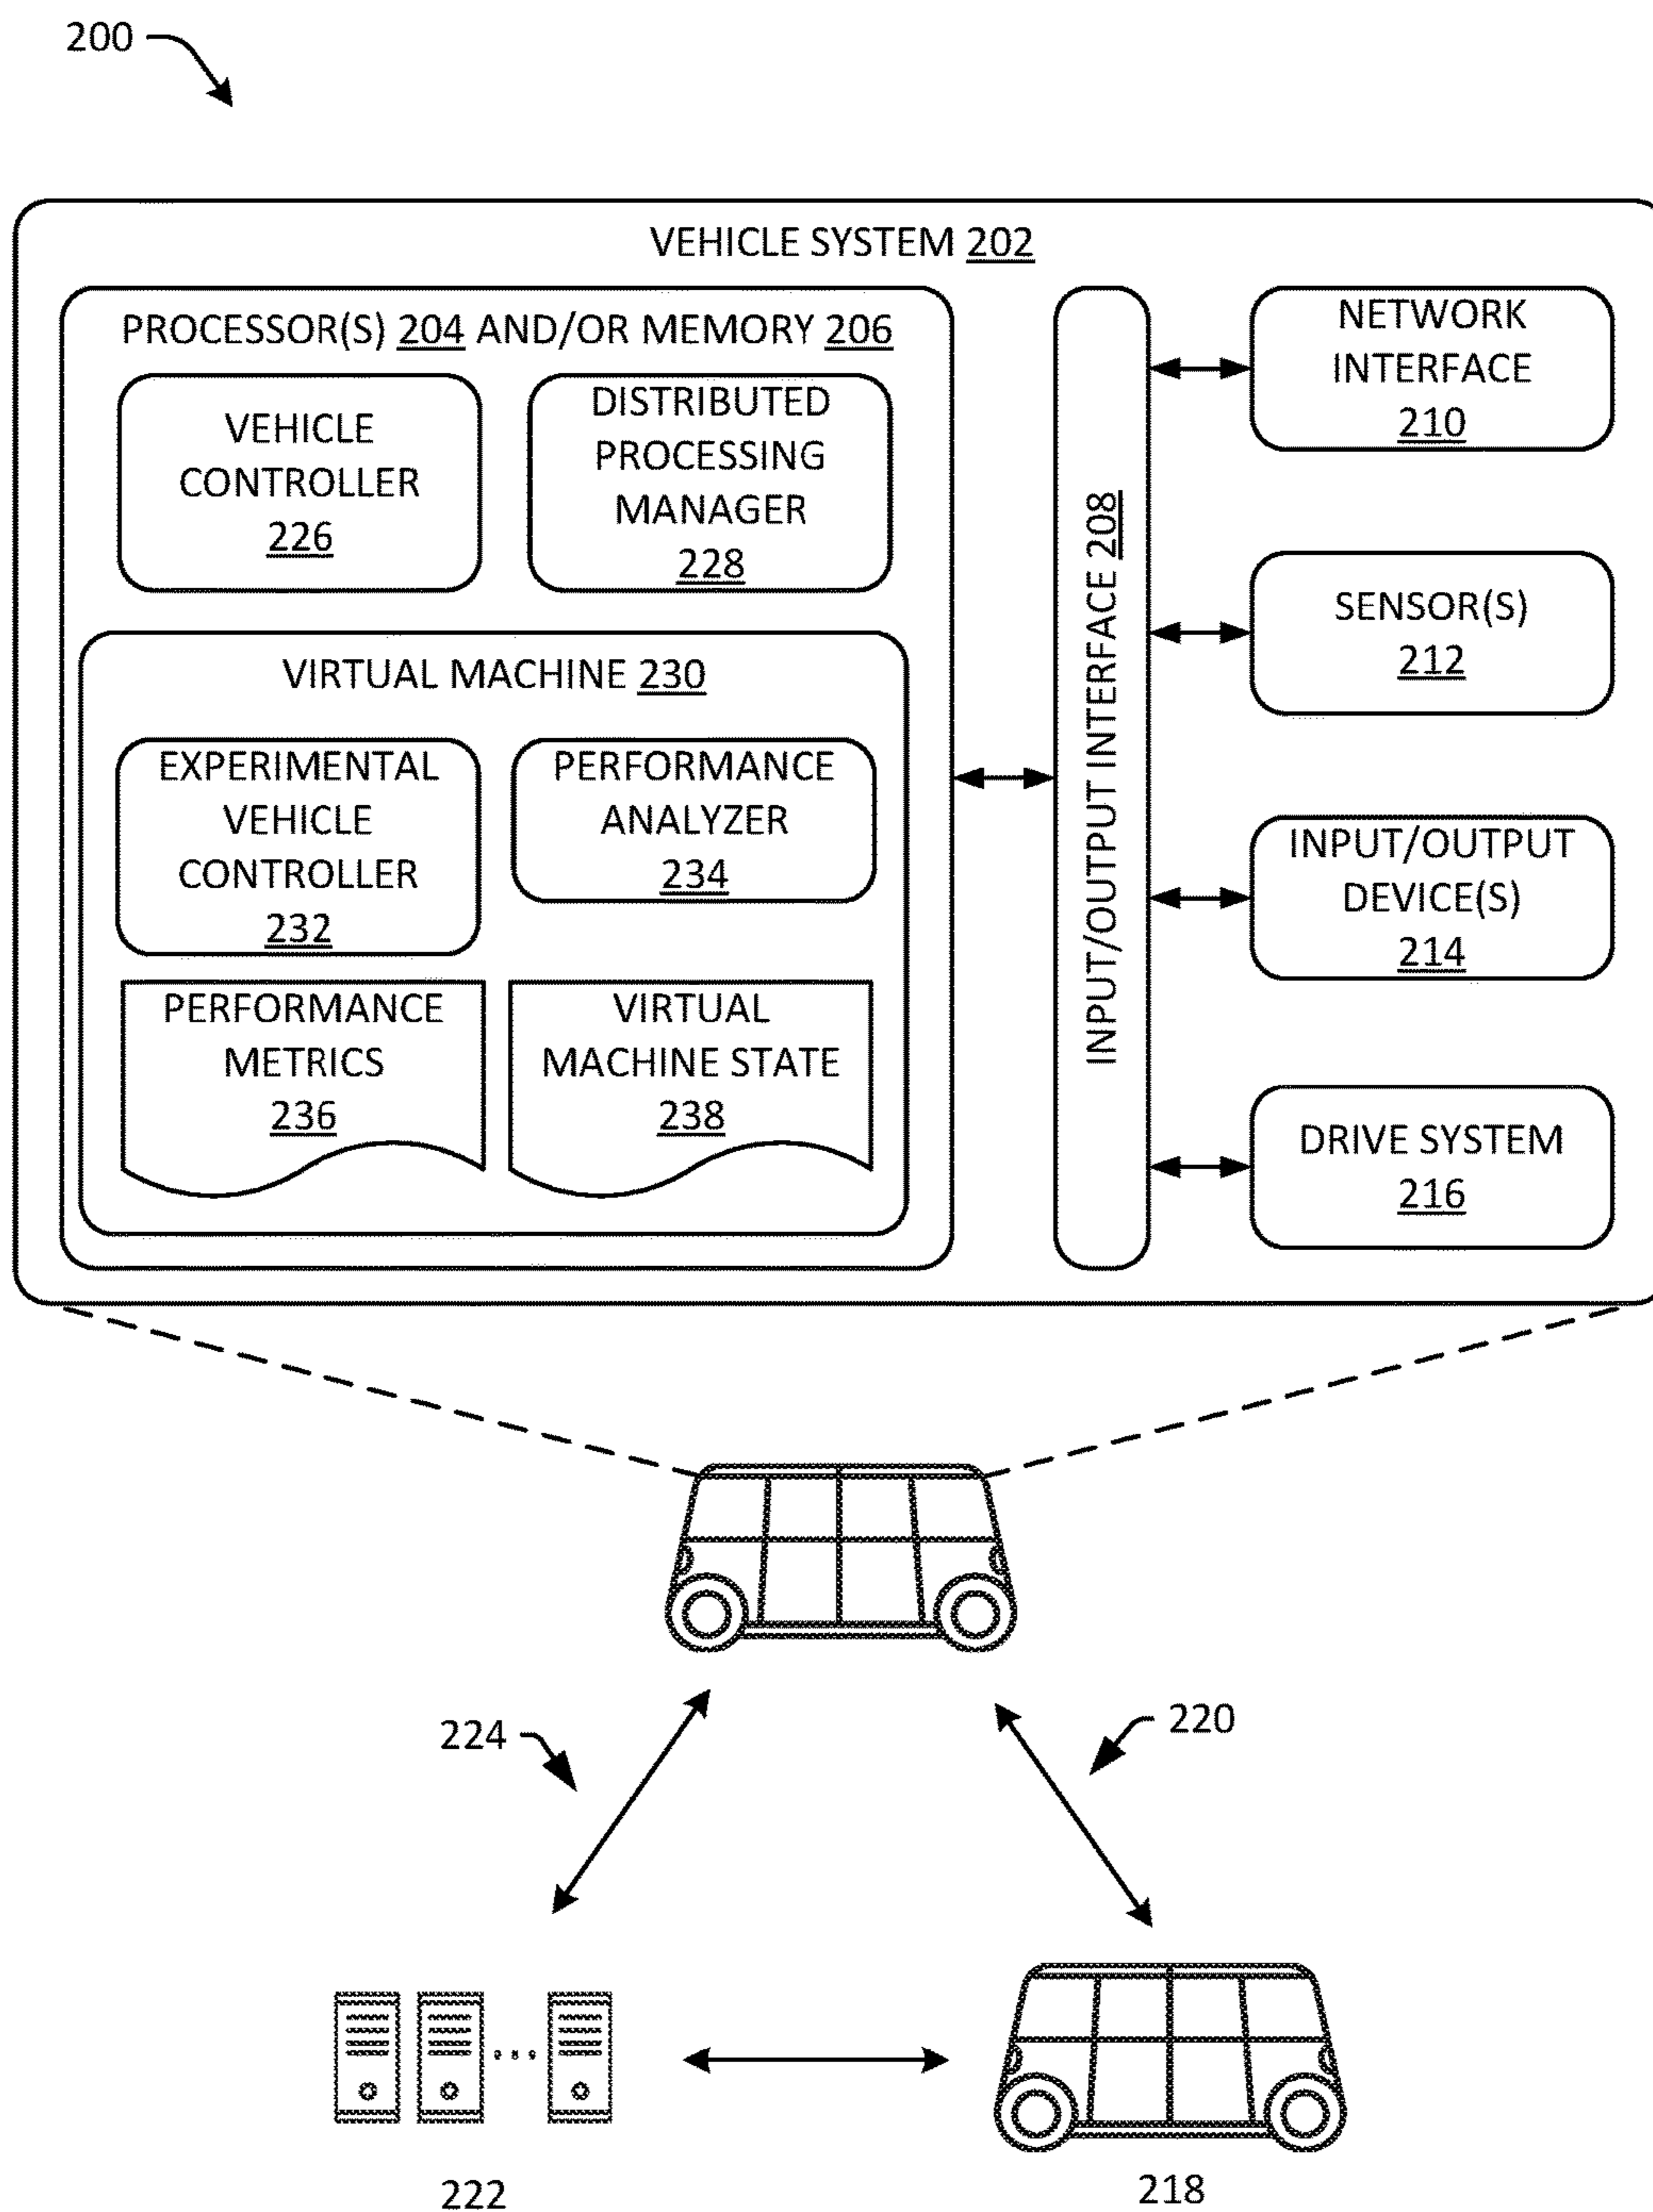 200
VEHICLE SYSTEM 202
PROCESSOR(S) 204 AND/OR MEMORY 206
VEHICLE
CONTROLLER
226
DISTRIBUTED
PROCESSING
MANAGER
228
VIRTUAL MACHINE 230
EXPERIMENTAL
VEHICLE
CONTROLLER
232
PERFORMANCE
ANALYZER
234
PERFORMANCE
METRICS
236
VIRTUAL
MACHINE STATE
238
INPUT/OUTPUT INTERFACE 208
NETWORK
INTERFACE
210
SENSOR(S)
212
INPUT/OUTPUT
DEVICE(S)
214
DRIVE SYSTEM
216
224
220
222
218